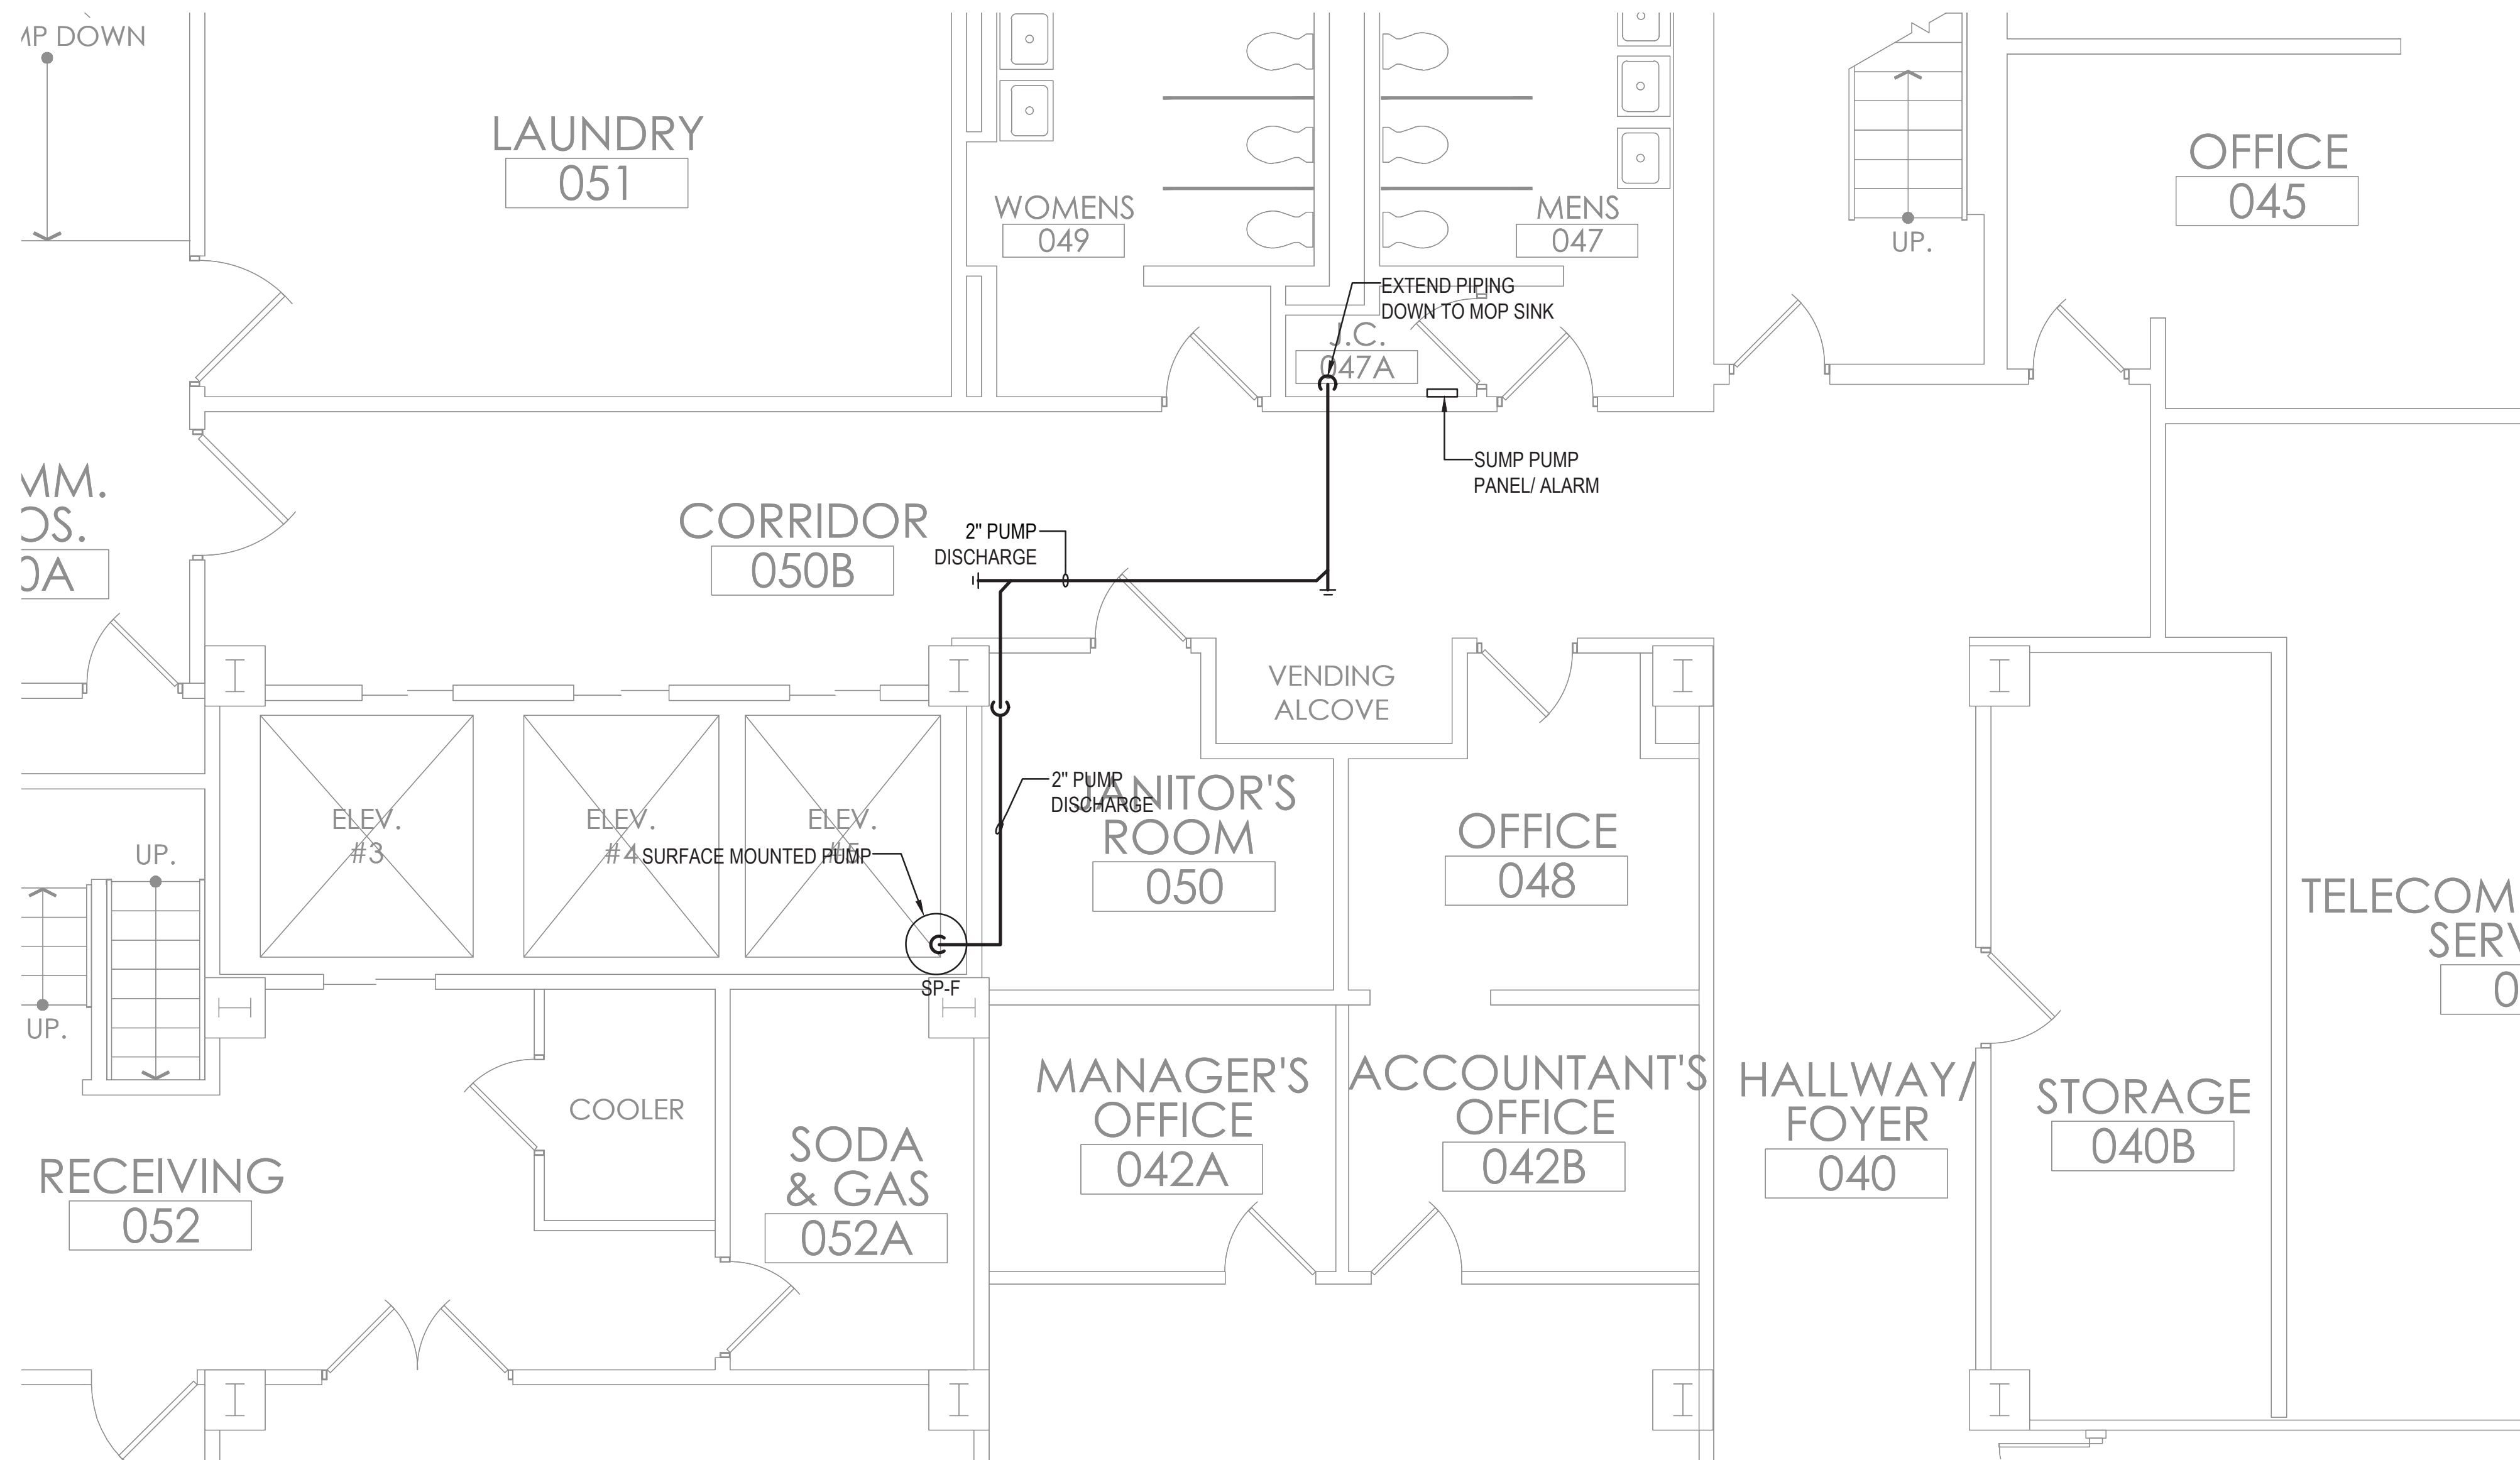 MP DOWN
LAUNDRY
051
WOMENS
049
MENS
047
UP.
OFFICE
045
EXTEND PIPING
DOWN TO MOP SINK
J.C.
047A
SUMP PUMP
PANEL/ ALARM
CORRIDOR
050B
2" PUMP
DISCHARGE
MM.
OS.
0A
VENDING
ALCOVE
ELEV.
#3
ELEV.
#4
ELEV.
#5
SURFACE MOUNTED PUMP
2" PUMP
DISCHARGE
JANITOR'S
ROOM
050
OFFICE
048
UP.
UP.
SP-F
TELECOM
SERV
0
COOLER
SODA
& GAS
052A
RECEIVING
052
MANAGER'S
OFFICE
042A
ACCOUNTANT'S
OFFICE
042B
HALLWAY/
FOYER
040
STORAGE
040B